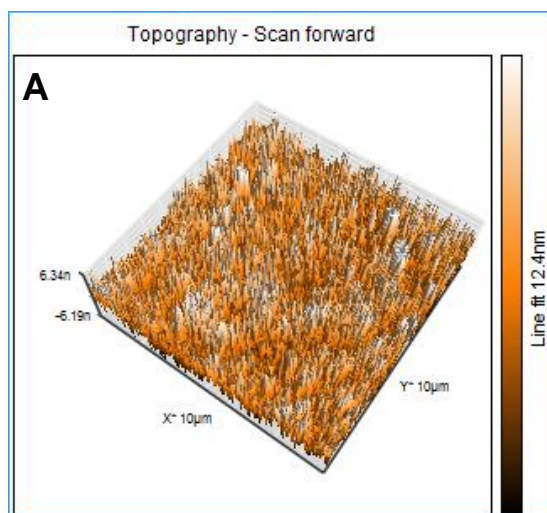 Topography - Scan forward
A
6.34n
-6.19n
X* 10µm
Y* 10µm
Line fit 12.4nm